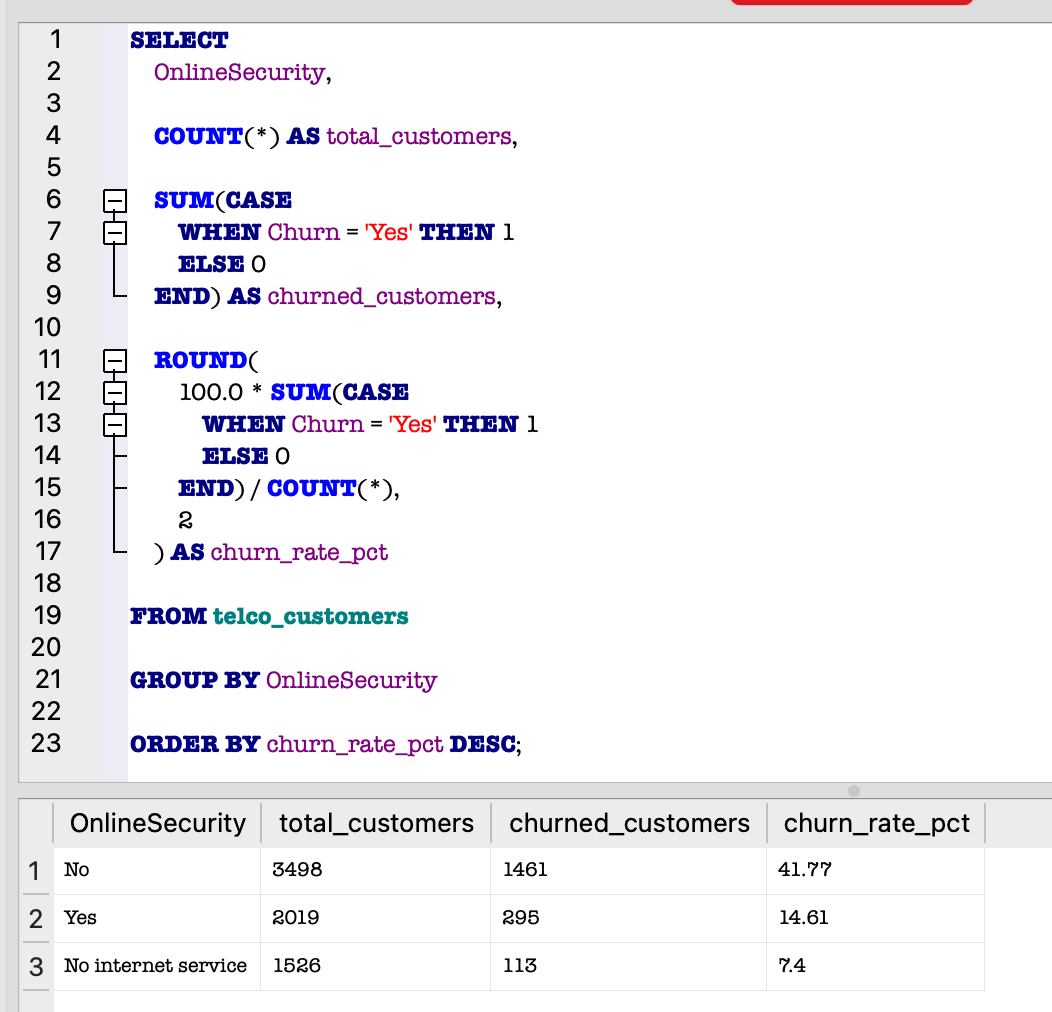 1 SELECT
2 OnlineSecurity,
3
4 COUNT(*) AS total_customers,
5
6 SUM(CASE
7 WHEN Churn = 'Yes' THEN 1
8 ELSE 0
9 END) AS churned_customers,
10
11 ROUND(
12 100.0 * SUM(CASE
13 WHEN Churn = 'Yes' THEN 1
14 ELSE 0
15 END) / COUNT(*),
16 2
17 ) AS churn_rate_pct
18
19 FROM telco_customers
20
21 GROUP BY OnlineSecurity
22
23 ORDER BY churn_rate_pct DESC;
OnlineSecurity total_customers churned_customers churn_rate_pct
1 No 3498 1461 41.77
2 Yes 2019 295 14.61
3 No internet service 1526 113 7.4